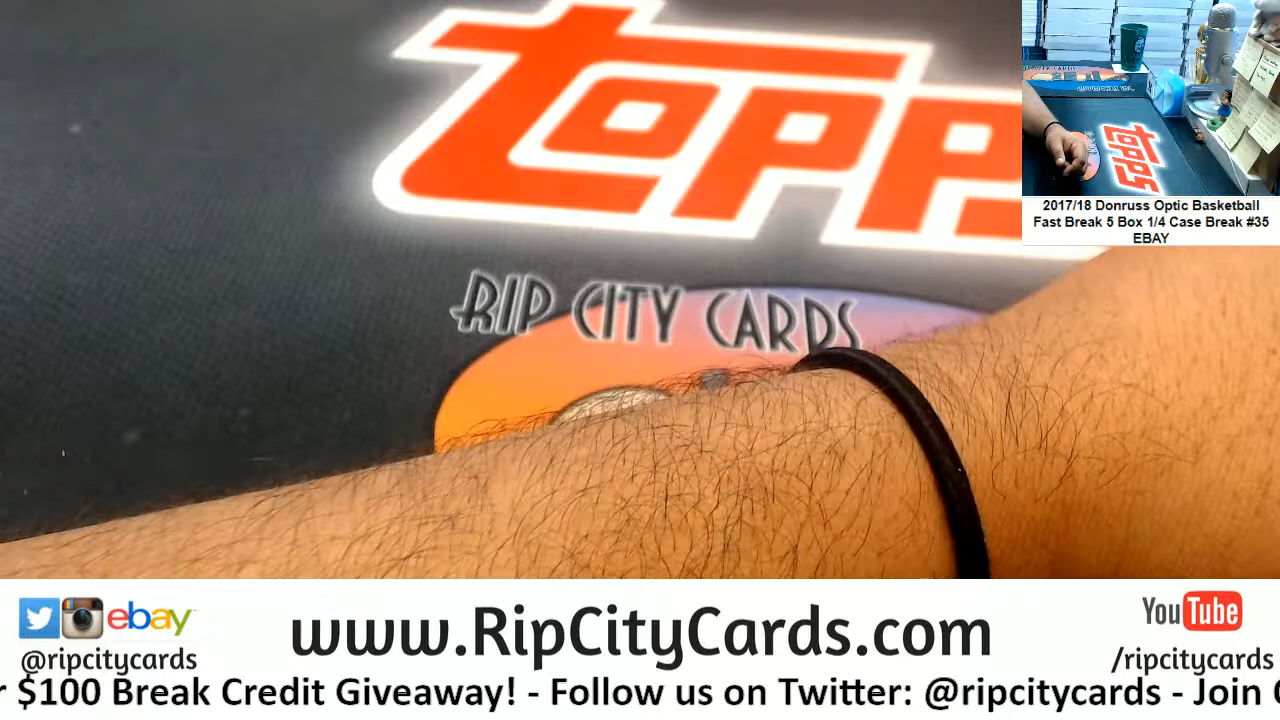 topps
RIP CITY CARDS
topps
2017/18 Donruss Optic Basketball
Fast Break 5 Box 1/4 Case Break #35
EBAY
ebay
@ripcitycards
www.RipCityCards.com
YouTube
/ripcitycards
r $100 Break Credit Giveaway! - Follow us on Twitter: @ripcitycards - Join